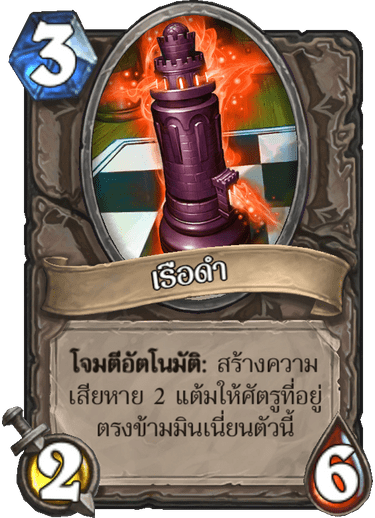 3
เรือดำ
โจมตีอัตโนมัติ: สร้างความ
เสียหาย 2 แต้มให้ศัตรูที่อยู่
ตรงข้ามมินเนี่ยนตัวนี้
2
6